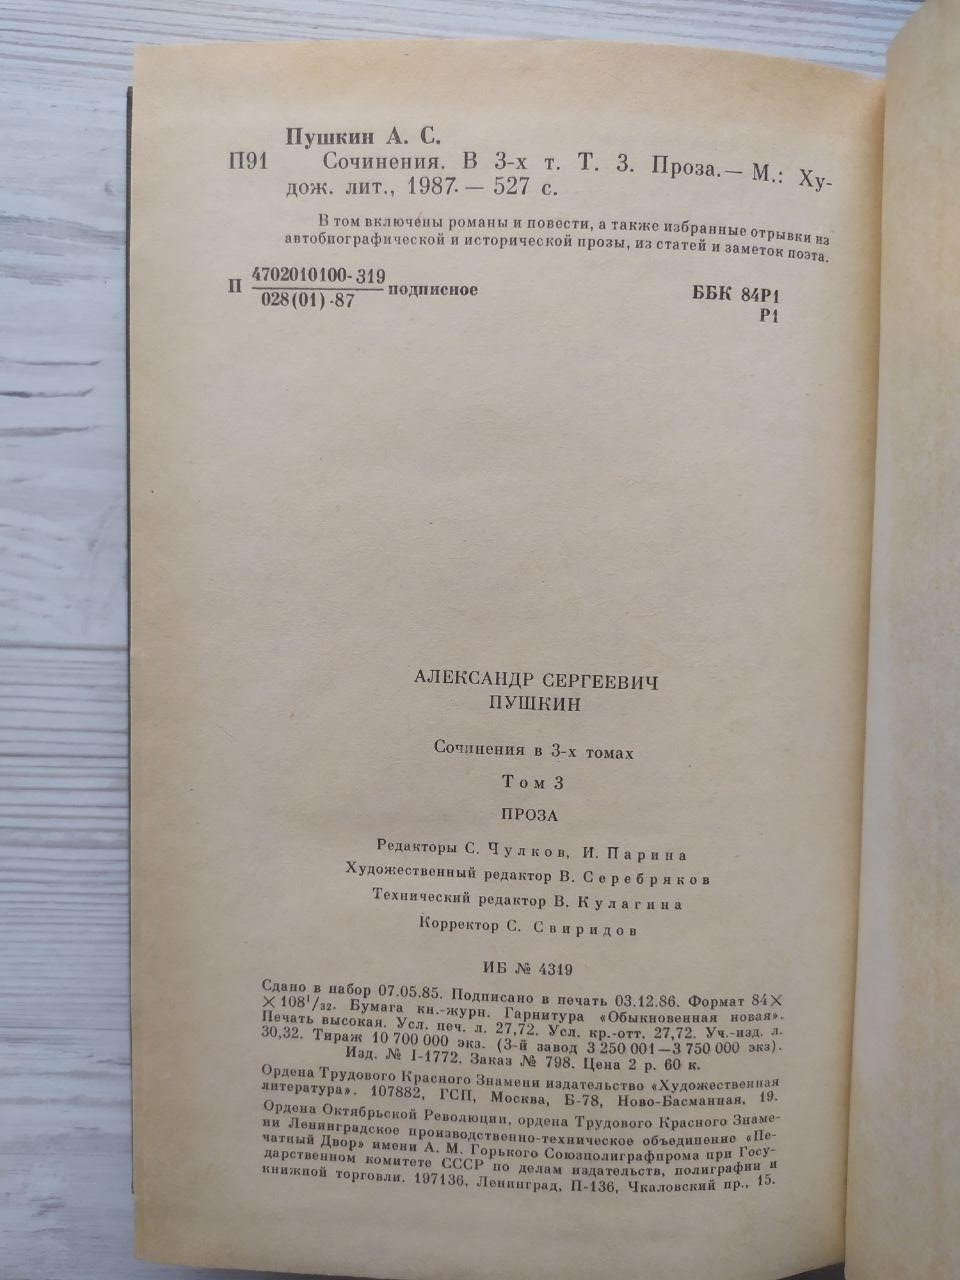 Пушкин А. С.
П91 Сочинения. В 3-х т. Т. 3. Проза.— М.: Ху-
дож. лит., 1987.— 527 с.
В том включены романы и повести, а также избранные отрывки из
автобиографической и исторической прозы, из статей и заметок поэта.
П 4702010100-319
028(01)-87 подписное
ББК 84Р1
Р1
АЛЕКСАНДР СЕРГЕЕВИЧ
ПУШКИН
Сочинения в 3-х томах
Том 3
ПРОЗА
Редакторы С. Чулков, И. Парина
Художественный редактор В. Серебряков
Технический редактор В. Кулагина
Корректор С. Свиридов
ИБ № 4319
Сдано в набор 07.05.85. Подписано в печать 03.12.86. Формат 84×
×108¹/₃₂. Бумага кн.-журн. Гарнитура «Обыкновенная новая».
Печать высокая. Усл. печ. л. 27,72. Усл. кр.-отт. 27,72. Уч.-изд. л.
30,32. Тираж 10 700 000 экз. (3-й завод 3 250 001—3 750 000 экз).
Изд. № I-1772. Заказ № 798. Цена 2 р. 60 к.
Ордена Трудового Красного Знамени издательство «Художественная
литература». 107882, ГСП, Москва, Б-78, Ново-Басманная, 19.
Ордена Октябрьской Революции, ордена Трудового Красного Знаме-
ни Ленинградское производственно-техническое объединение «Пе-
чатный Двор» имени А. М. Горького Союзполиграфпрома при Госу-
дарственном комитете СССР по делам издательств, полиграфии и
книжной торговли. 197136, Ленинград, П-136, Чкаловский пр., 15.